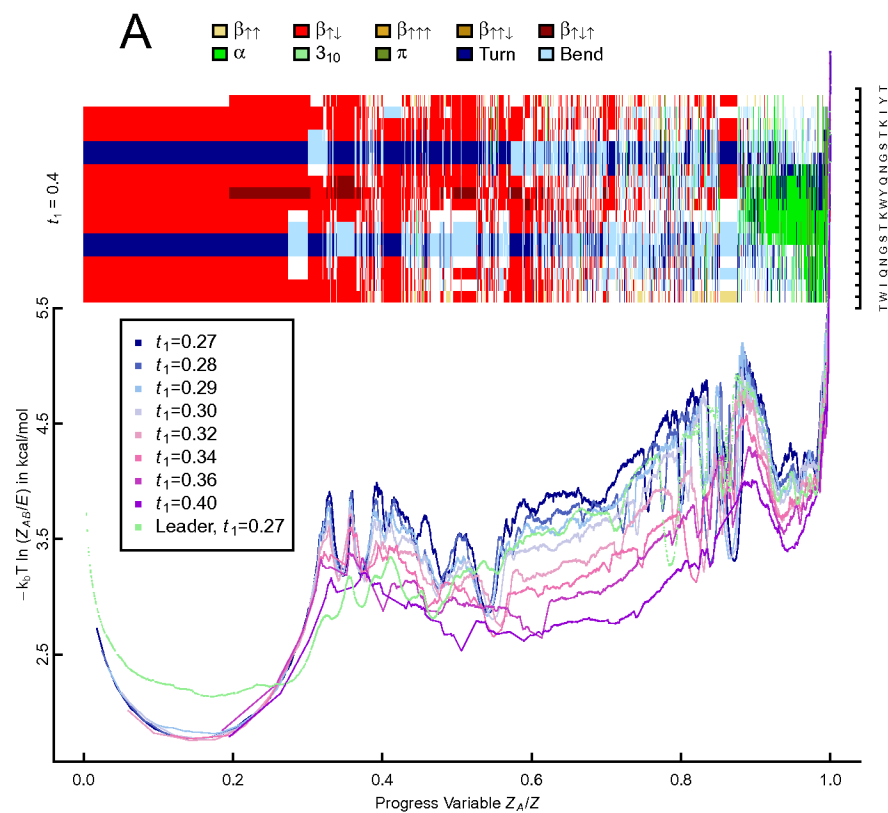 A
β↑↑ β↑↓ β↑↑↑ β↑↑↓ β↑↓↑
α 3₁₀ π Turn Bend
t₁ = 0.4
T W I Q N G S T K W Y Q N G S T K I Y T
5.5
4.5
3.5
2.5
−k_bT ln (Z_AB/E) in kcal/mol
t₁=0.27
t₁=0.28
t₁=0.29
t₁=0.30
t₁=0.32
t₁=0.34
t₁=0.36
t₁=0.40
Leader, t₁=0.27
0.0 0.2 0.4 0.6 0.8 1.0
Progress Variable Z_A/Z